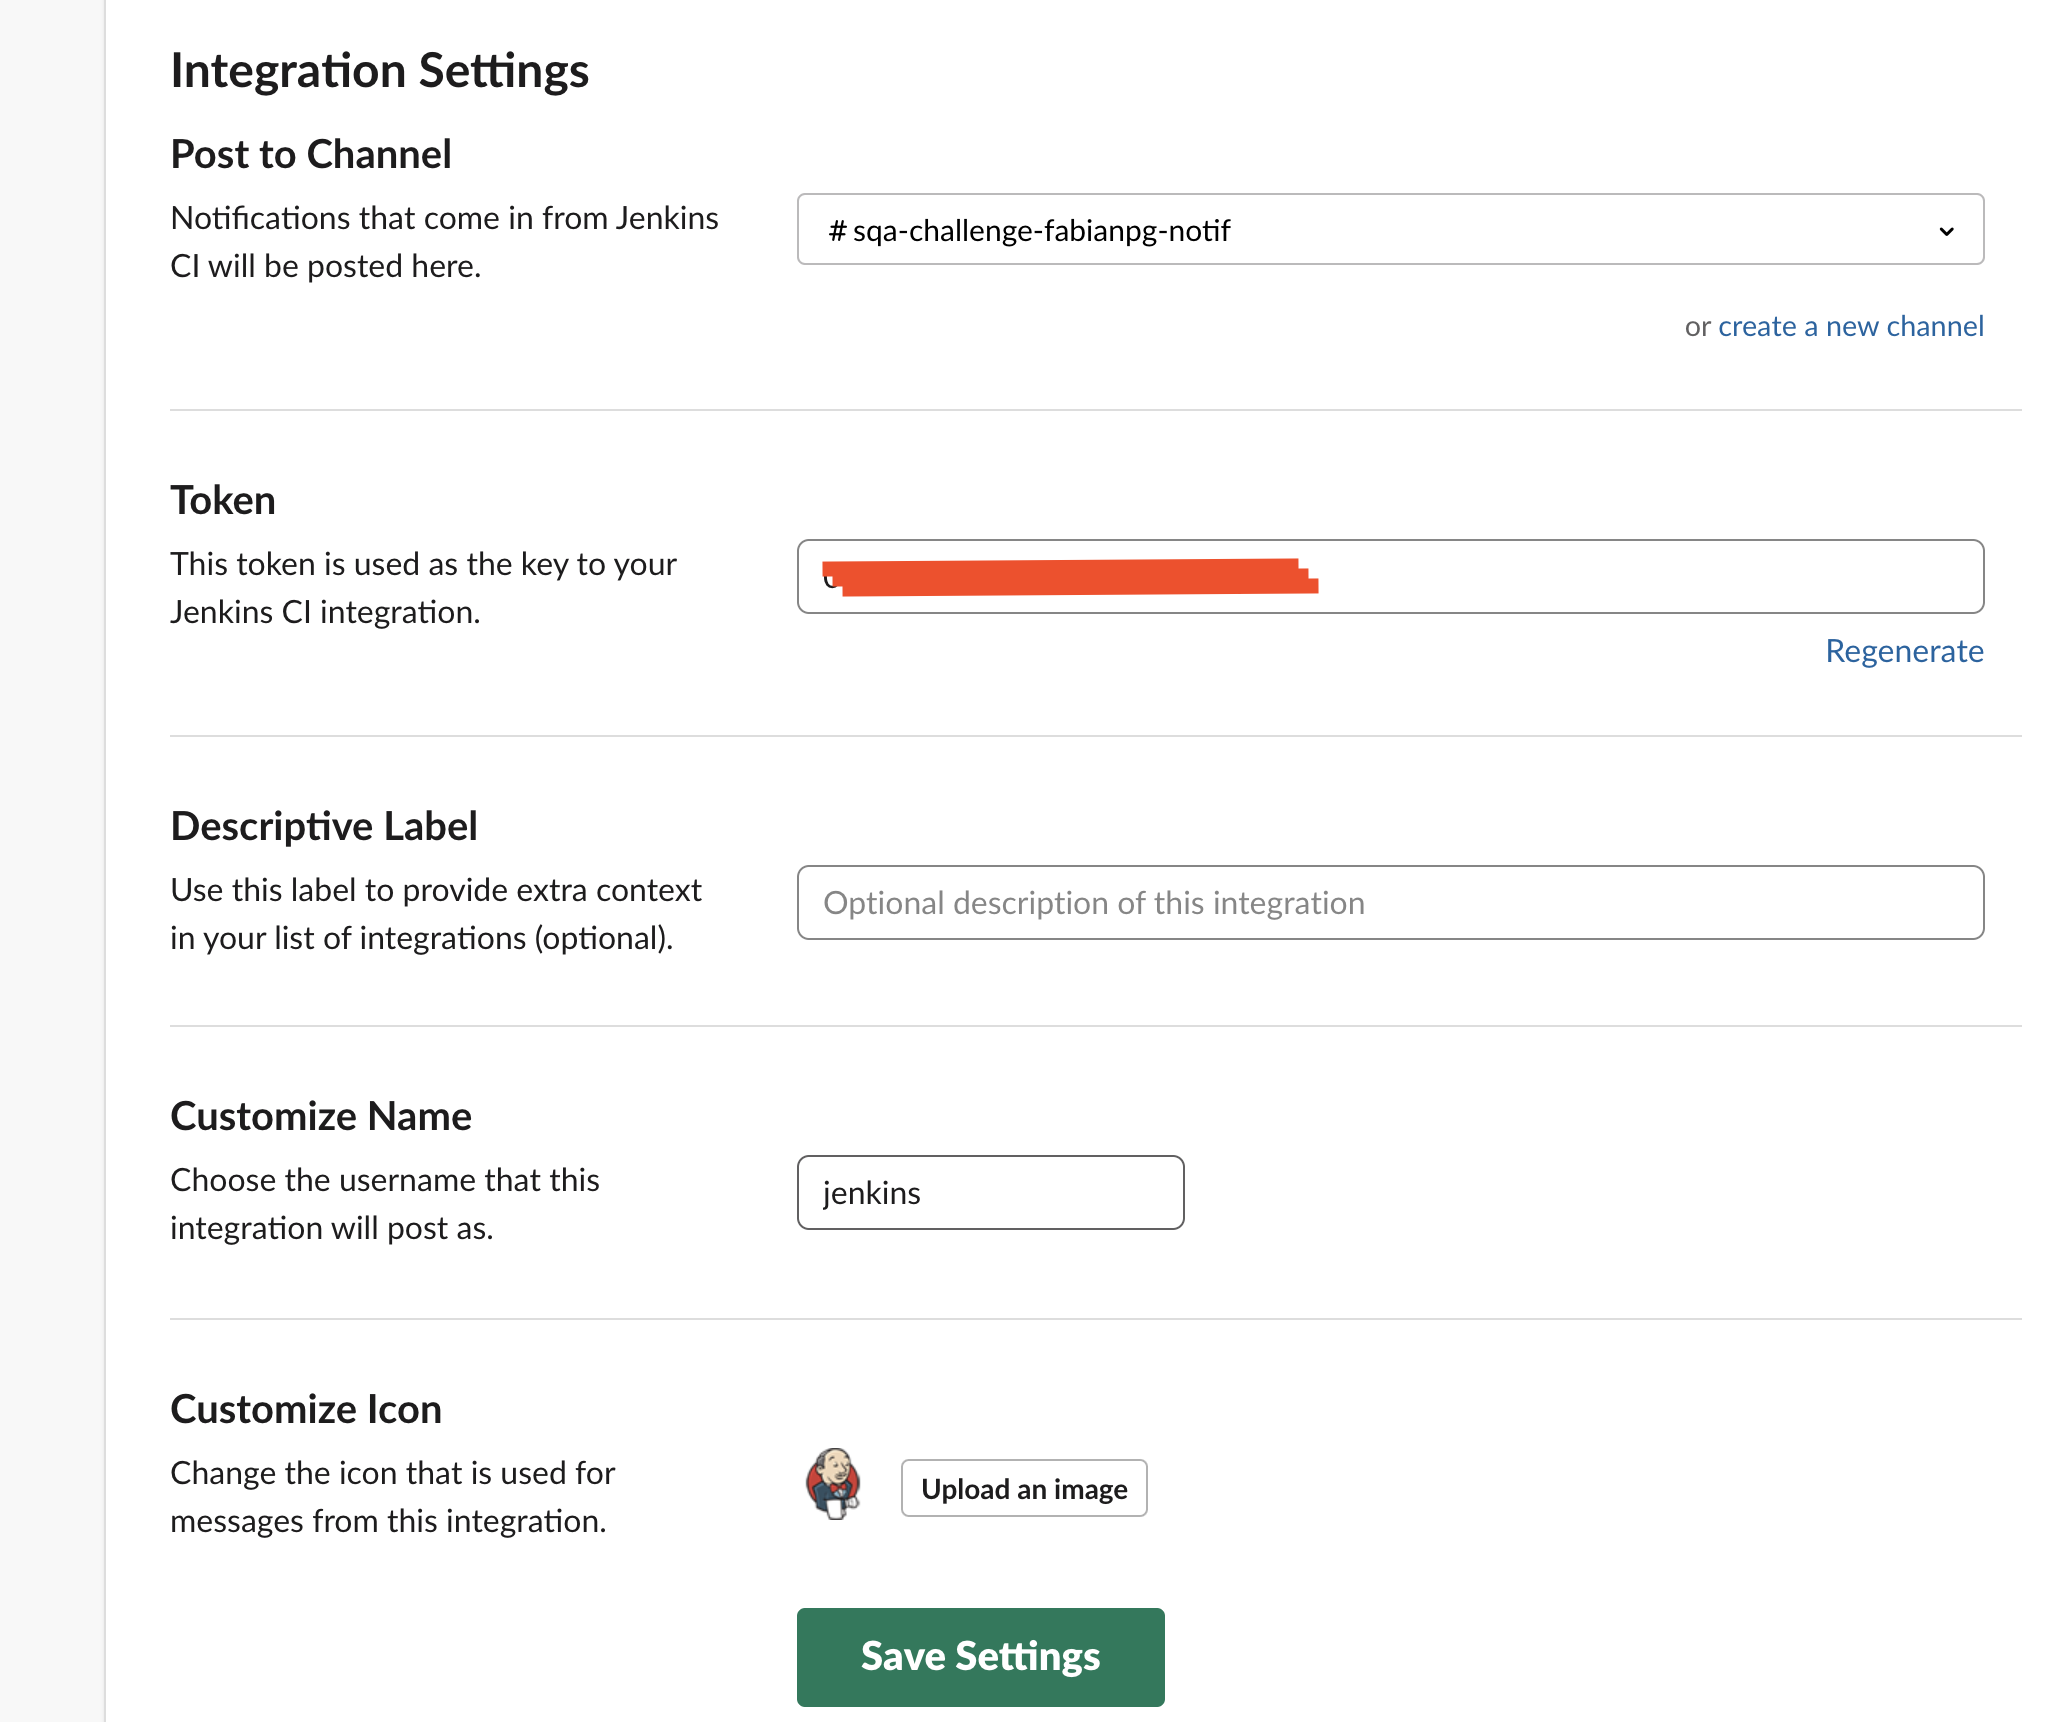 Integration Settings
Post to Channel
Notifications that come in from Jenkins
CI will be posted here.
# sqa-challenge-fabianpg-notif
or create a new channel
Token
This token is used as the key to your
Jenkins CI integration.
Regenerate
Descriptive Label
Use this label to provide extra context
in your list of integrations (optional).
Optional description of this integration
Customize Name
Choose the username that this
integration will post as.
jenkins
Customize Icon
Change the icon that is used for
messages from this integration.
Upload an image
Save Settings